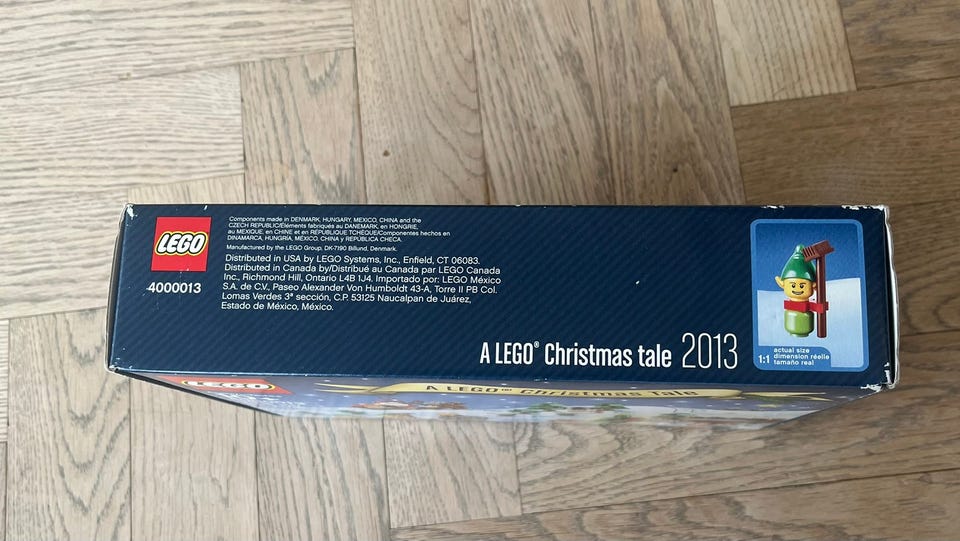 LEGO
4000013
Components made in DENMARK, HUNGARY, MEXICO, CHINA and the
CZECH REPUBLIC/Éléments fabriqués au DANEMARK, en HONGRIE,
au MEXIQUE, en CHINE et en RÉPUBLIQUE TCHÈQUE/Componentes hechos en
DINAMARCA, HUNGRÍA, MÉXICO, CHINA y REPÚBLICA CHECA.
Manufactured by the LEGO Group, DK-7190 Billund, Denmark.
Distributed in USA by LEGO Systems, Inc., Enfield, CT 06083.
Distributed in Canada by/Distribué au Canada par LEGO Canada
Inc., Richmond Hill, Ontario L4B 1J4. Importado por: LEGO México
S.A. de C.V., Paseo Alexander Von Humboldt 43-A, Torre II PB Col.
Lomas Verdes 3ª sección, C.P. 53125 Naucalpan de Juárez,
Estado de México, México.
A LEGO® Christmas tale 2013
1:1
actual size
dimension réelle
tamaño real
LEGO
A LEGO® Christmas Tale